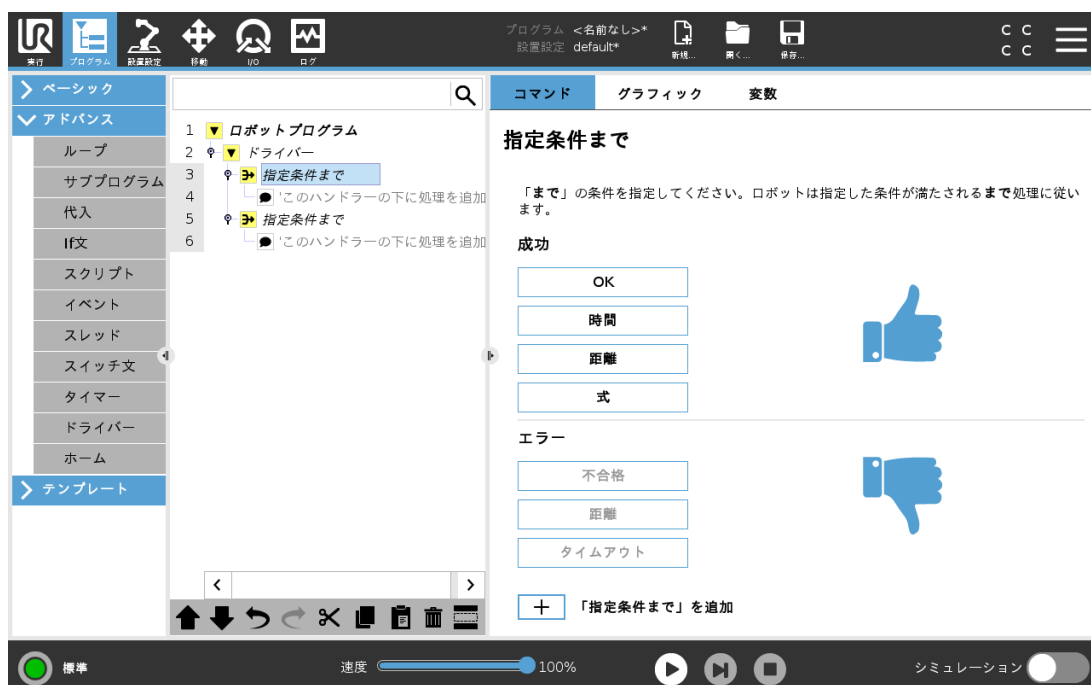 UR
実行
プログラム
設置設定
移動
I/O
ログ
プログラム <名前なし>*
設置設定 default*
新規...
開く...
保存...
C C
C C
ベーシック
アドバンス
ループ
サブプログラム
代入
If文
スクリプト
イベント
スレッド
スイッチ文
タイマー
ドライバー
ホーム
テンプレート
1 ロボットプログラム
2 ドライバー
3 指定条件まで
4 'このハンドラーの下に処理を追加
5 指定条件まで
6 'このハンドラーの下に処理を追加
コマンド グラフィック 変数
指定条件まで
「まで」の条件を指定してください。ロボットは指定した条件が満たされるまで処理に従い
ます。
成功
OK
時間
距離
式
エラー
不合格
距離
タイムアウト
+ 「指定条件まで」を追加
標準
速度 100%
シミュレーション